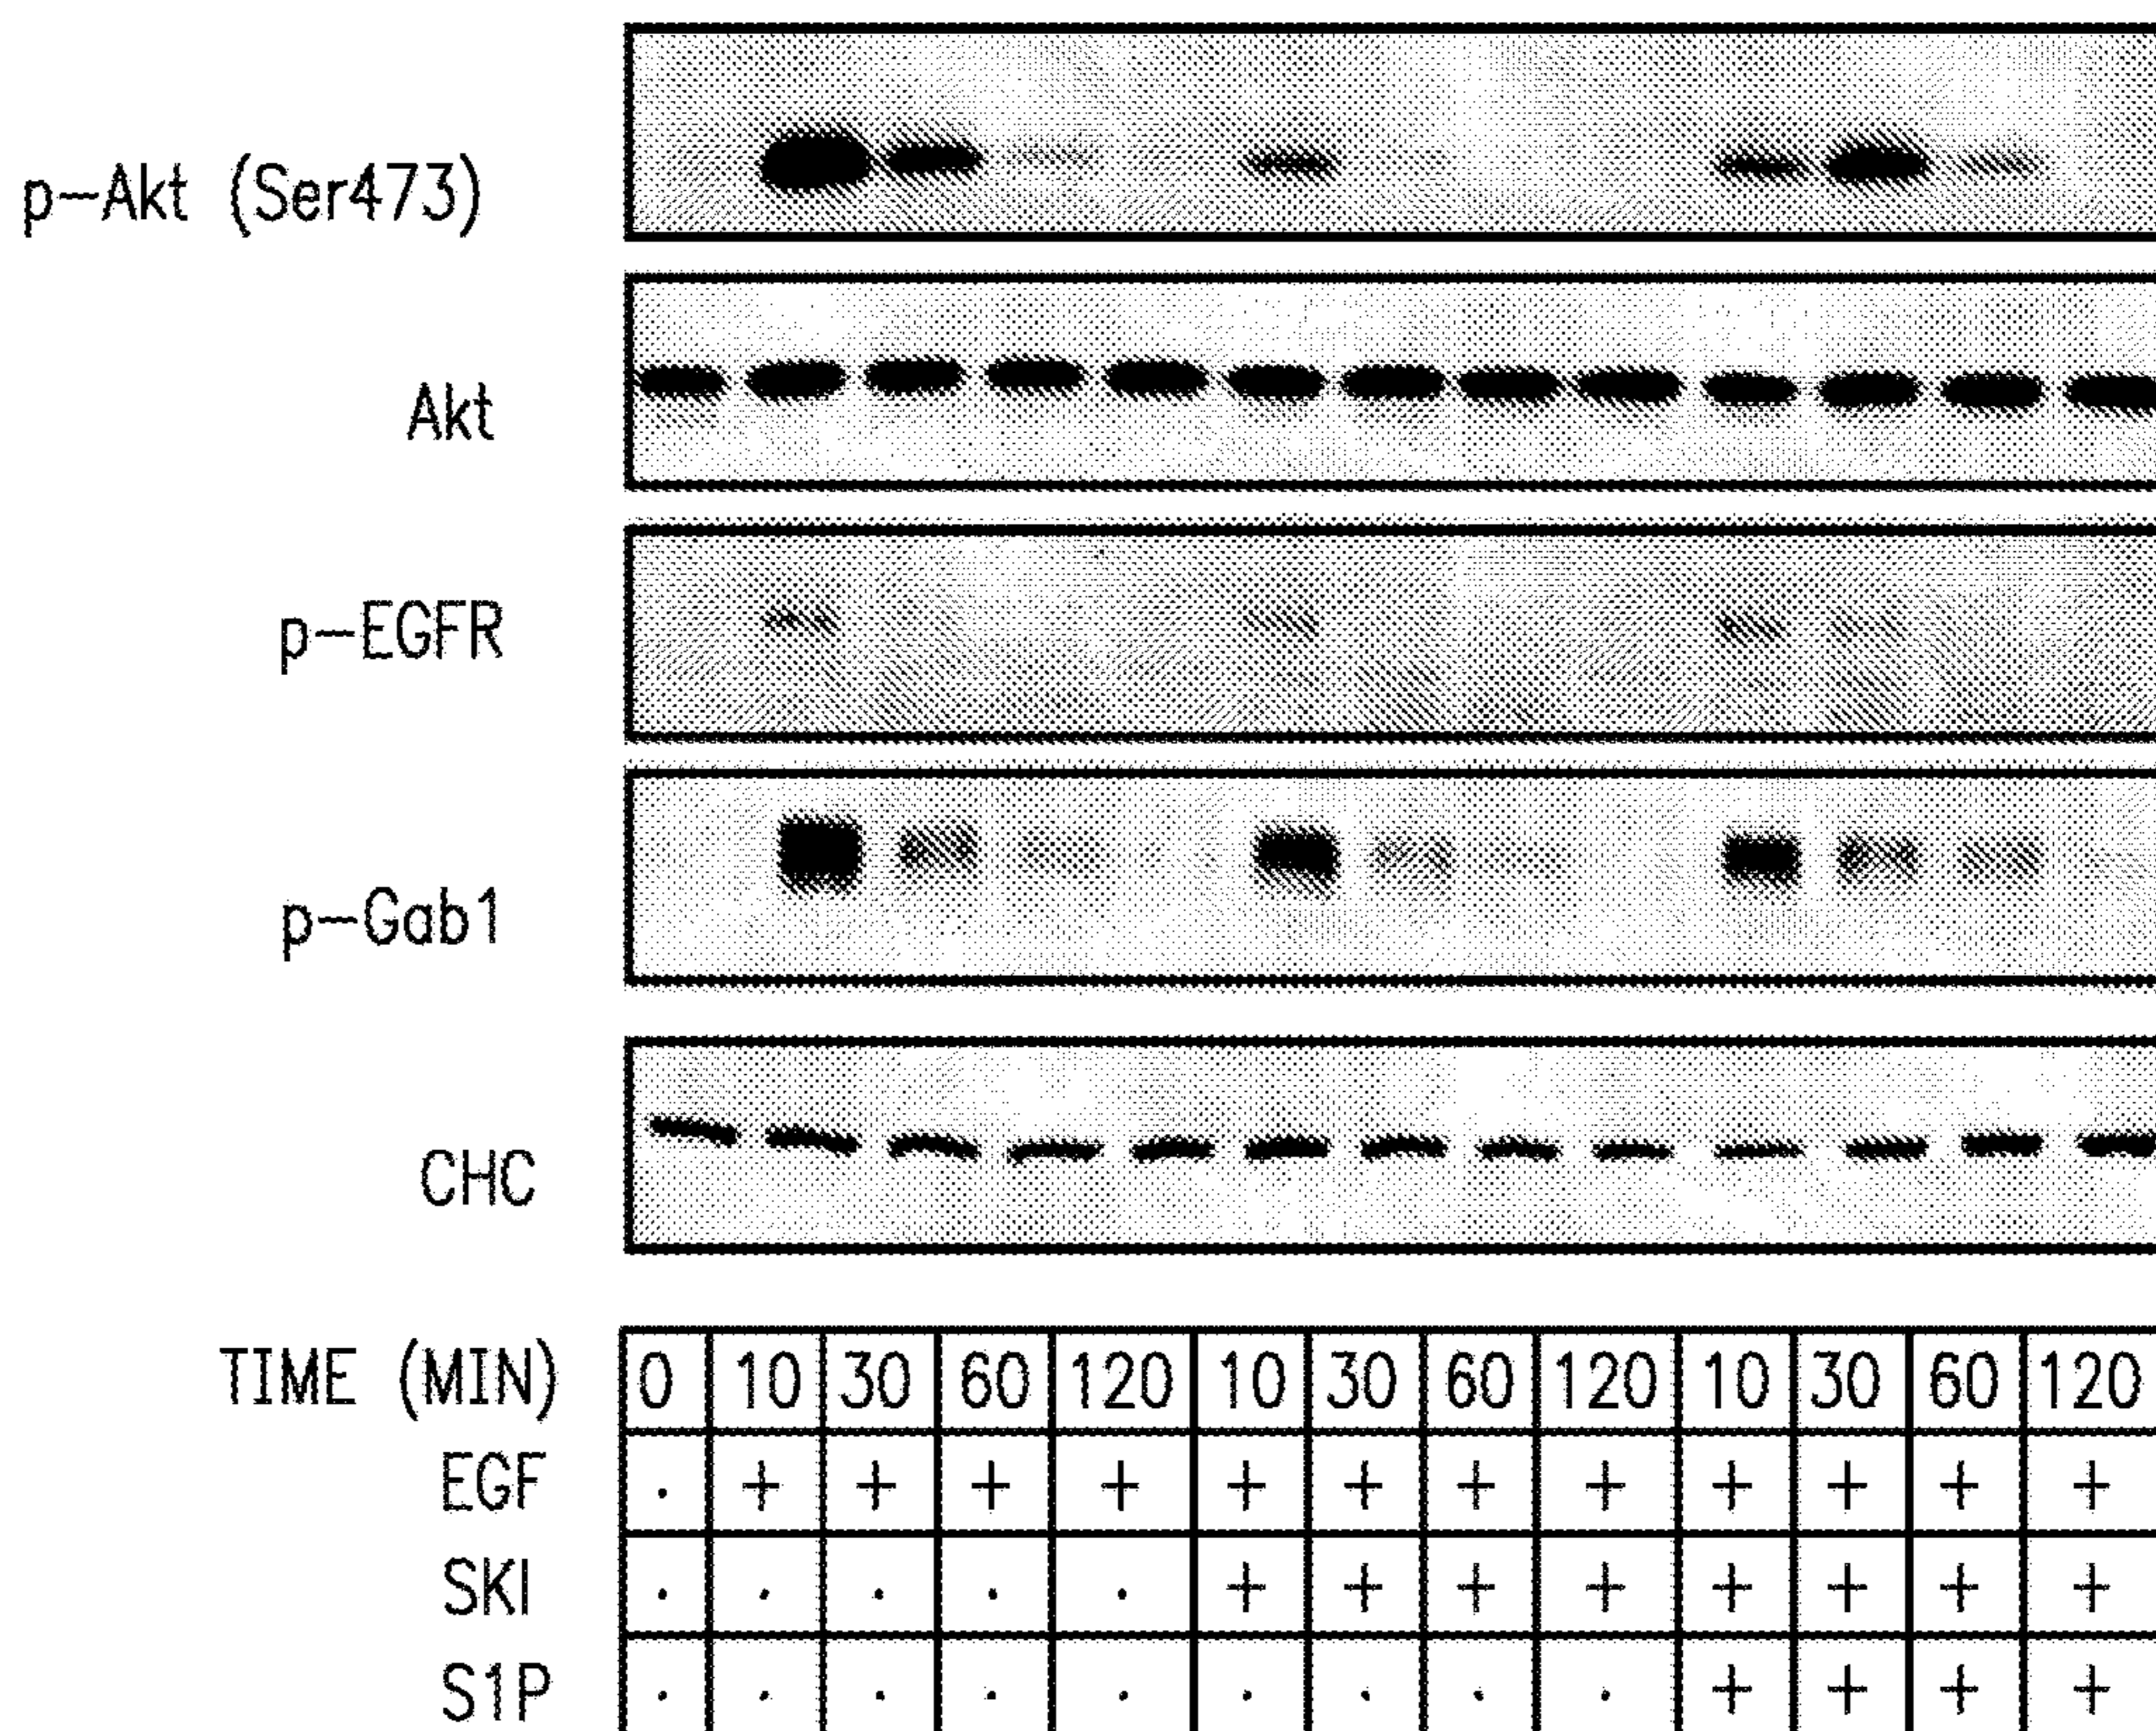 p-Akt (Ser473)
Akt
p-EGFR
p-Gab1
CHC
TIME (MIN) 0 10 30 60 120 10 30 60 120 10 30 60 120
EGF . + + + + + + + + + + + +
SKI . . . . . + + + + + + + +
S1P . . . . . . . . . + + + +